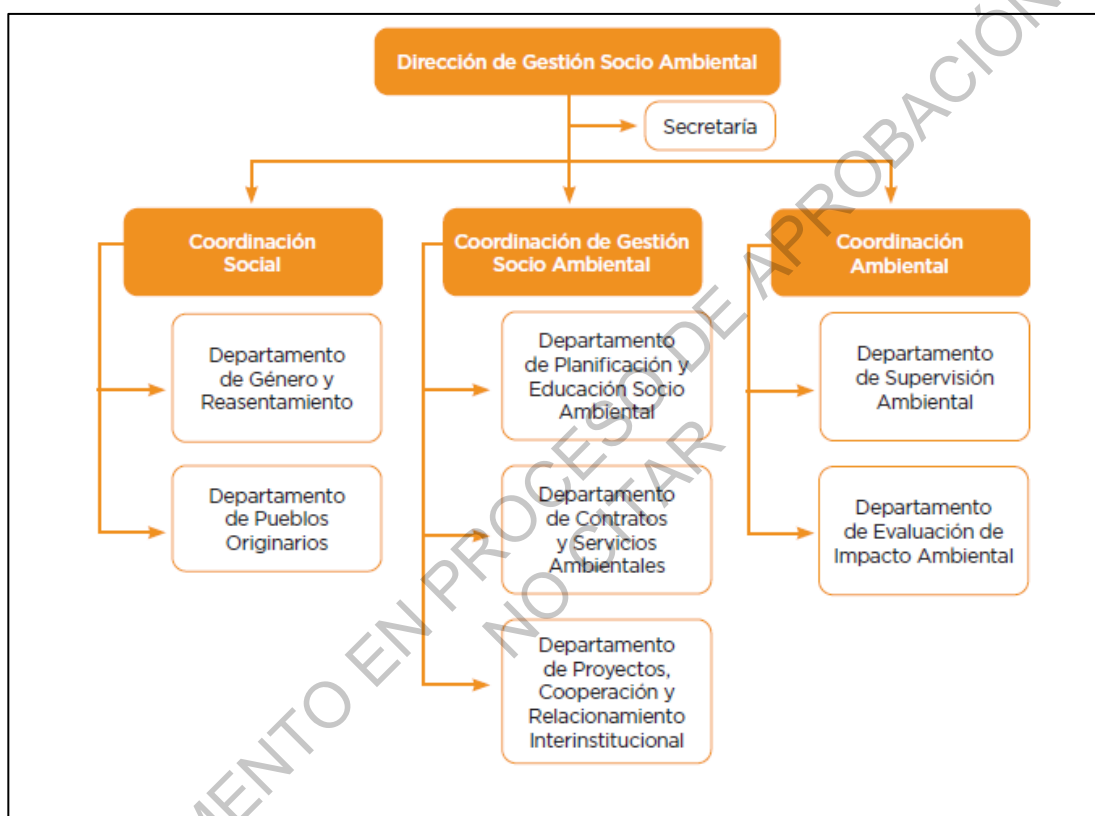 Dirección de Gestión Socio Ambiental
Secretaría
Coordinación
Social
Coordinación de Gestión
Socio Ambiental
Coordinación
Ambiental
Departamento
de Género y
Reasentamiento
Departamento
de Pueblos
Originarios
Departamento
de Planificación y
Educación Socio
Ambiental
Departamento
de Contratos
y Servicios
Ambientales
Departamento
de Proyectos,
Cooperación y
Relacionamiento
Interinstitucional
Departamento
de Supervisión
Ambiental
Departamento
de Evaluación de
Impacto Ambiental
MENTO EN PROCESO DE APROBACIÓN
NO CITAR